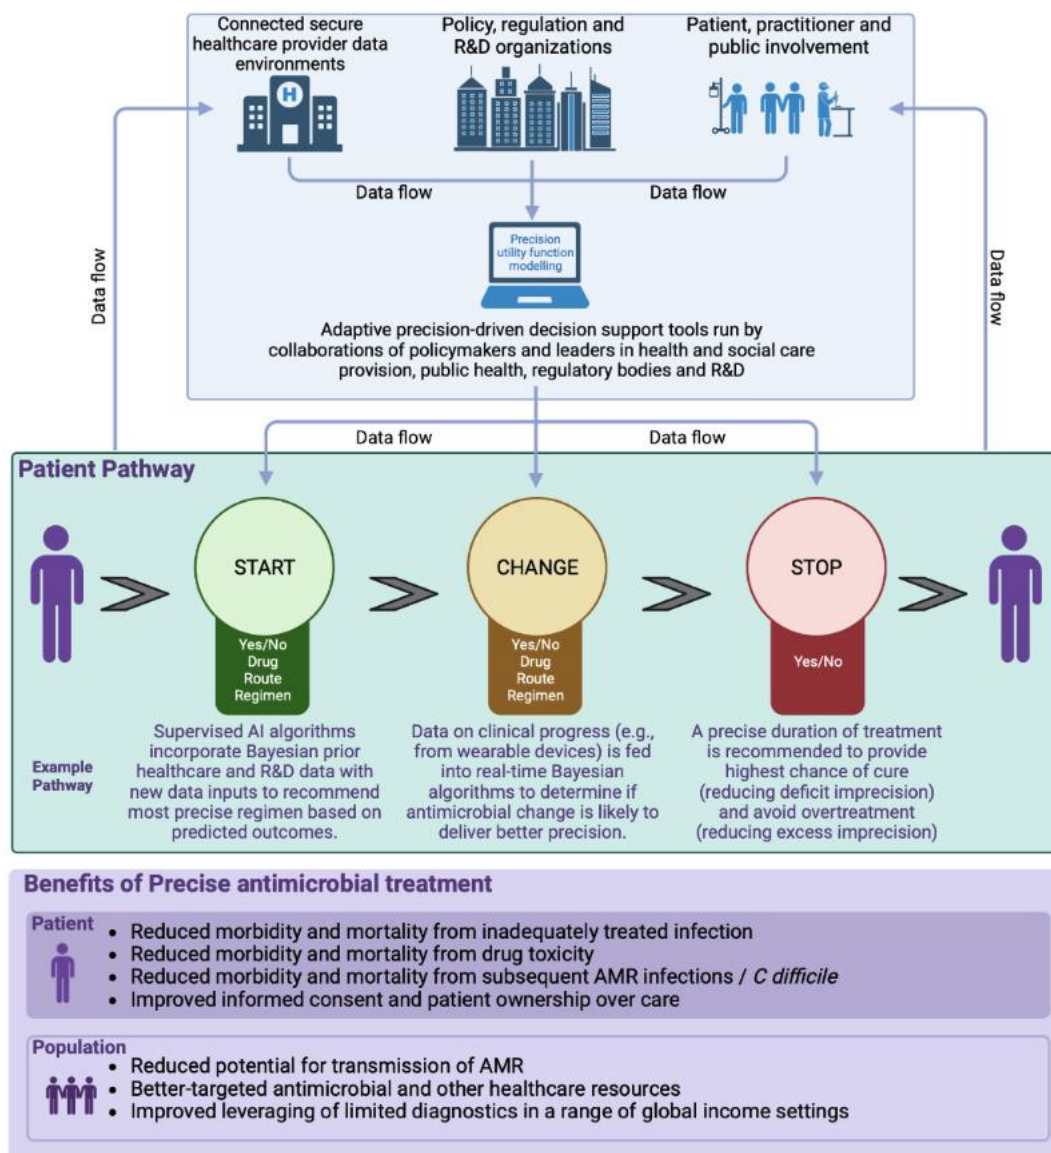 Connected secure
healthcare provider data
environments
H
Policy, regulation and
R&D organizations
Patient, practitioner and
public involvement
Data flow
Data flow
Data flow
Data flow
Precision
utility function
modelling
Adaptive precision-driven decision support tools run by
collaborations of policymakers and leaders in health and social care
provision, public health, regulatory bodies and R&D
Data flow
Data flow
Patient Pathway
START
Yes/No
Drug
Route
Regimen
CHANGE
Yes/No
Drug
Route
Regimen
STOP
Yes/No
Example
Pathway
Supervised AI algorithms
incorporate Bayesian prior
healthcare and R&D data with
new data inputs to recommend
most precise regimen based on
predicted outcomes.
Data on clinical progress (e.g.,
from wearable devices) is fed
into real-time Bayesian
algorithms to determine if
antimicrobial change is likely to
deliver better precision.
A precise duration of treatment
is recommended to provide
highest chance of cure
(reducing deficit imprecision)
and avoid overtreatment
(reducing excess imprecision)
Benefits of Precise antimicrobial treatment
Patient
• Reduced morbidity and mortality from inadequately treated infection
• Reduced morbidity and mortality from drug toxicity
• Reduced morbidity and mortality from subsequent AMR infections / C difficile
• Improved informed consent and patient ownership over care
Population
• Reduced potential for transmission of AMR
• Better-targeted antimicrobial and other healthcare resources
• Improved leveraging of limited diagnostics in a range of global income settings